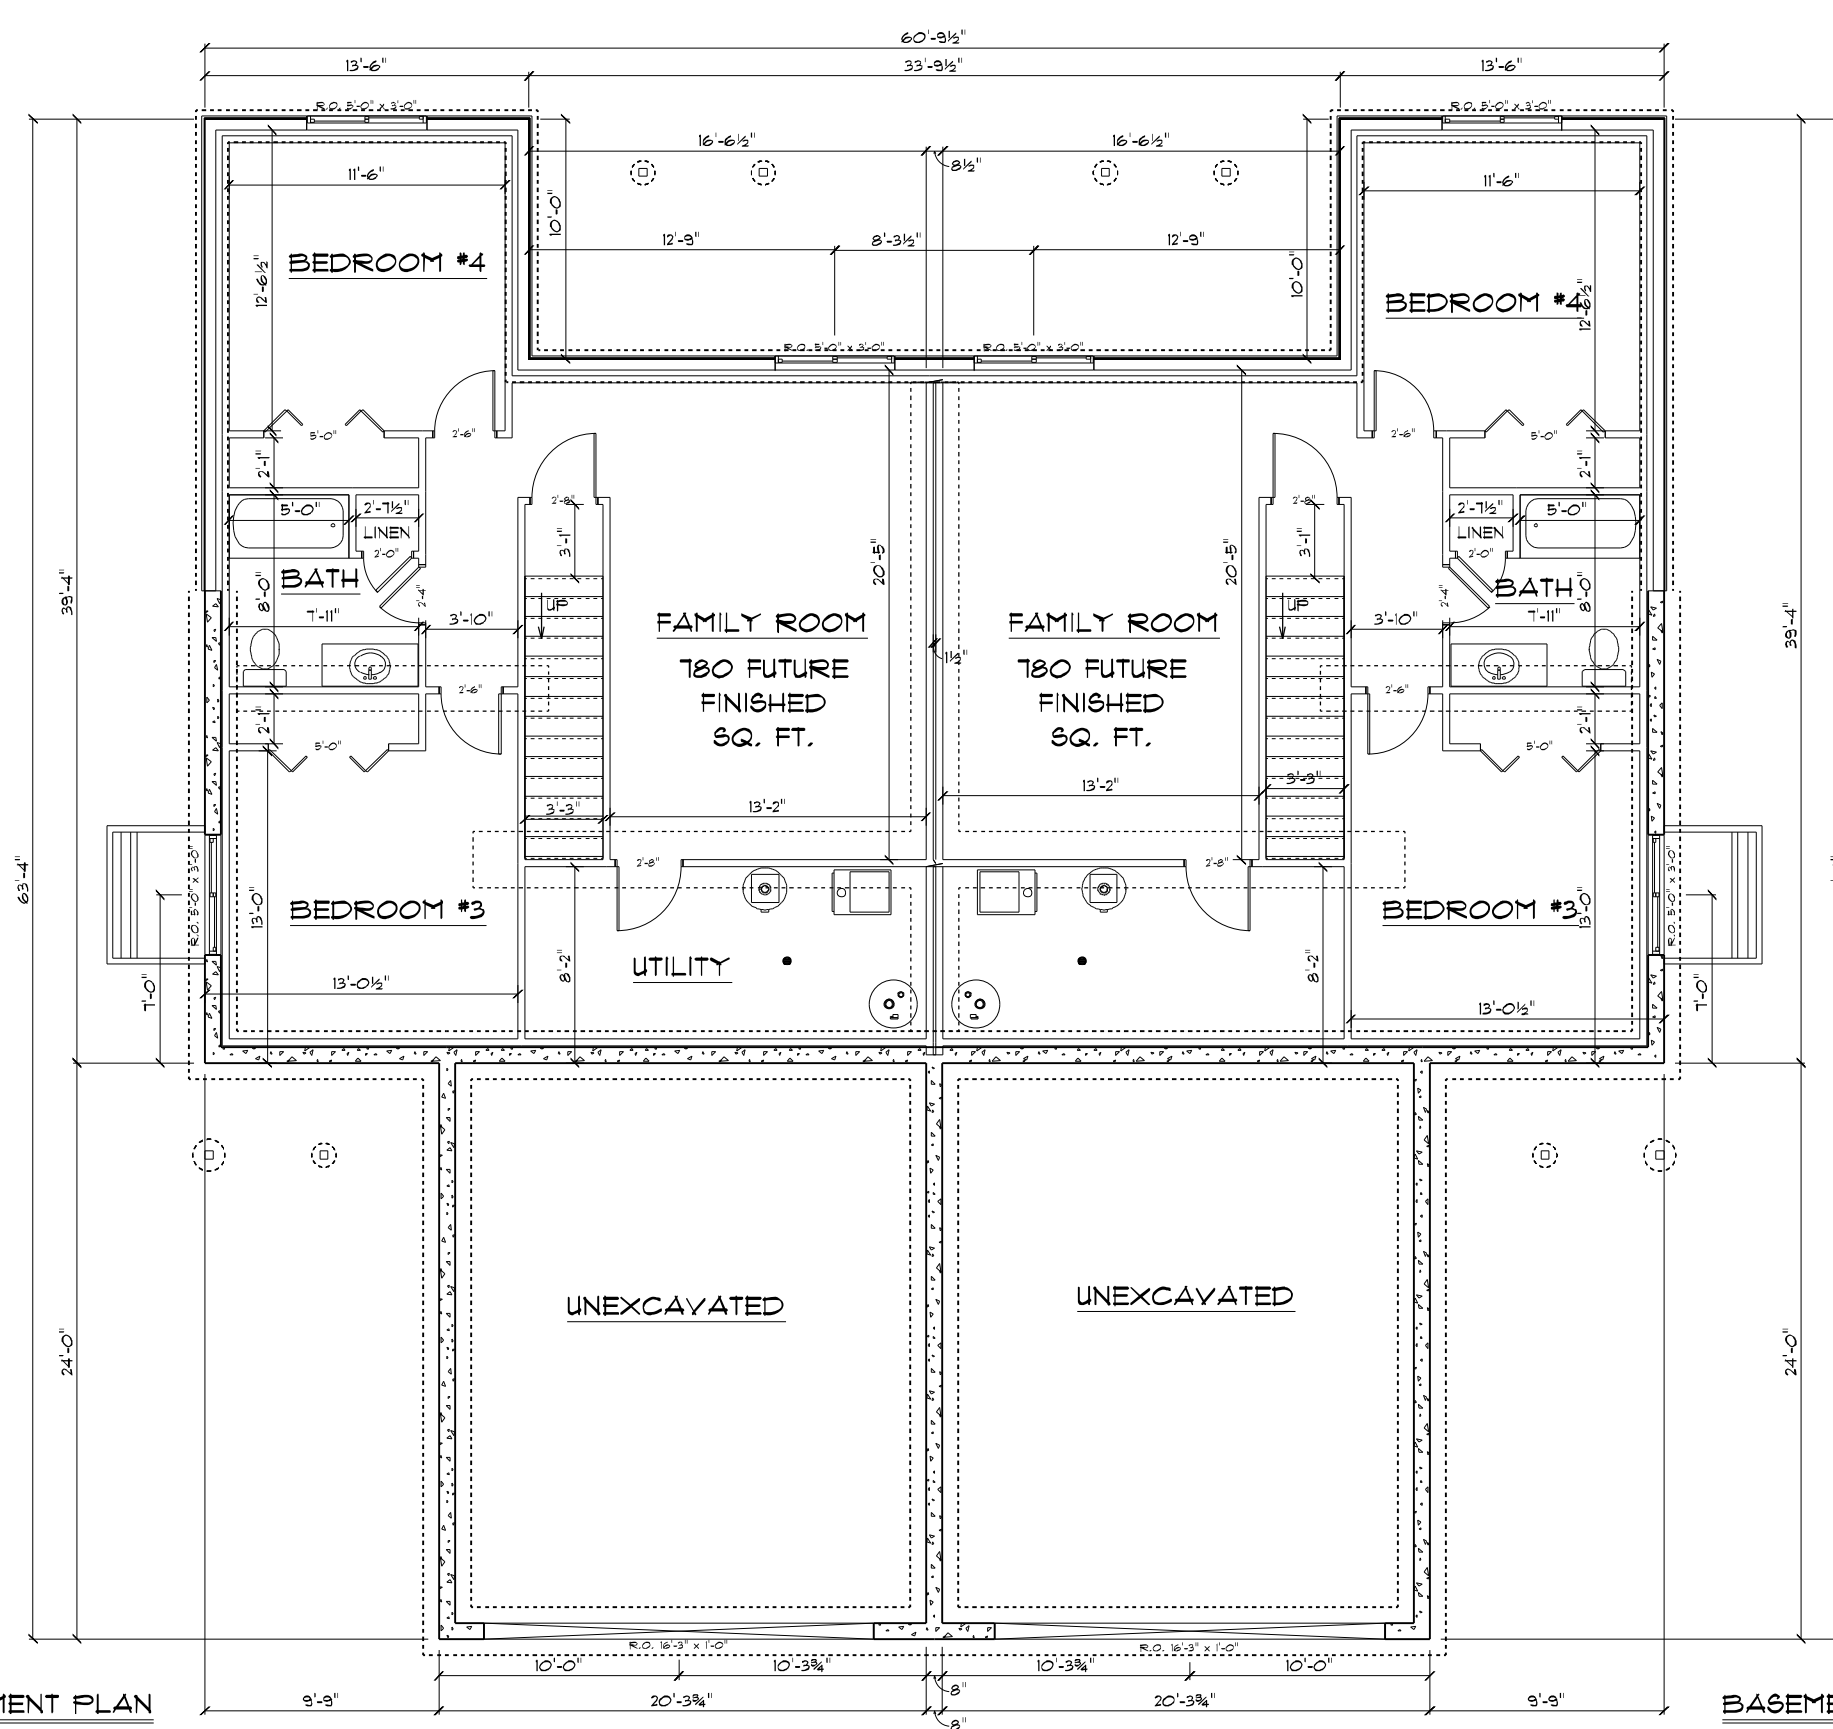 60'-9½"
13'-6"
33'-9½"
13'-6"
R.O. 5'-0" x 3'-0"
R.O. 5'-0" x 3'-0"
16'-6½"
16'-6½"
8½"
11'-6"
11'-6"
10'-0"
12'-9"
8'-3½"
12'-9"
10'-0"
BEDROOM #4
12'-6½"
BEDROOM #4
12'-6½"
R.O. 5'-0" x 3'-0"
R.O. 5'-0" x 3'-0"
5'-0"
2'-6"
2'-6"
5'-0"
2'-1"
2'-1"
2'-8"
2'-8"
5'-0"
2'-7½"
2'-7½"
5'-0"
LINEN
LINEN
2'-0"
2'-0"
3'-1"
20'-5"
20'-5"
3'-1"
39'-4"
BATH
8'-0"
2'-4"
2'-4"
BATH
8'-0"
39'-4"
7'-11"
3'-10"
UP
UP
3'-10"
7'-11"
FAMILY ROOM
780 FUTURE
FINISHED
SQ. FT.
1½"
FAMILY ROOM
780 FUTURE
FINISHED
SQ. FT.
2'-6"
2'-6"
2'-1"
5'-0"
5'-0"
2'-1"
3'-3"
13'-2"
13'-2"
3'-3"
63'-4"
2'-8"
2'-8"
R.O. 5'-0" x 3'-0"
R.O. 5'-0" x 3'-0"
BEDROOM #3
13'-0"
BEDROOM #3
13'-0"
UTILITY
8'-2"
8'-2"
7'-0"
13'-0½"
13'-0½"
7'-0"
24'-0"
UNEXCAVATED
UNEXCAVATED
24'-0"
R.O. 16'-3" x 1'-0"
R.O. 16'-3" x 1'-0"
10'-0"
10'-3¾"
10'-3¾"
10'-0"
8"
9'-9"
20'-3¾"
20'-3¾"
9'-9"
8"
MENT PLAN
BASEME